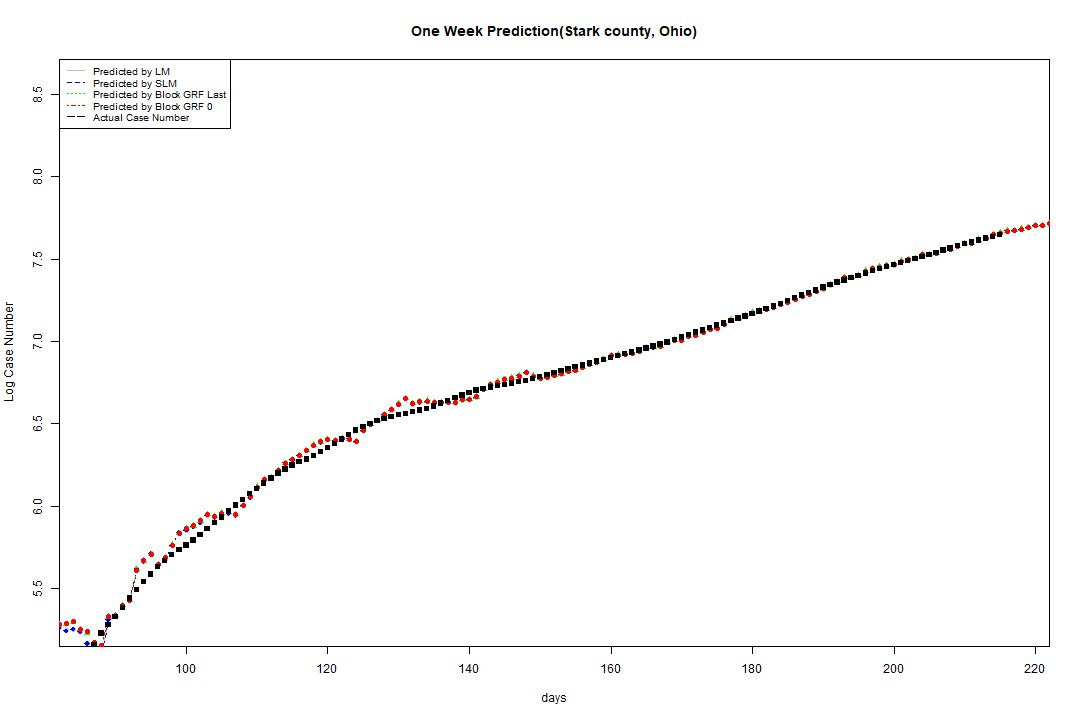 One Week Prediction(Stark county, Ohio)
Predicted by LM
Predicted by SLM
Predicted by Block GRF Last
Predicted by Block GRF 0
Actual Case Number
8.5
8.0
7.5
7.0
6.5
6.0
5.5
Log Case Number
100 120 140 160 180 200 220
days